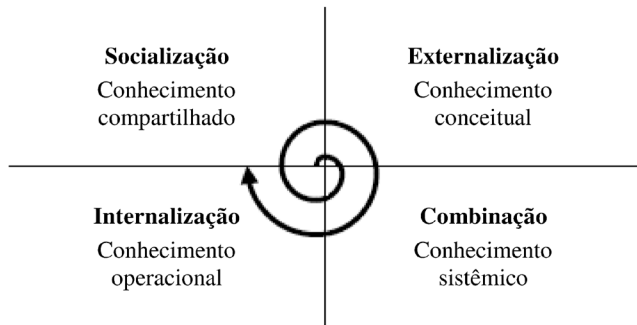 Socialização
Conhecimento
compartilhado
Externalização
Conhecimento
conceitual
Internalização
Conhecimento
operacional
Combinação
Conhecimento
sistêmico